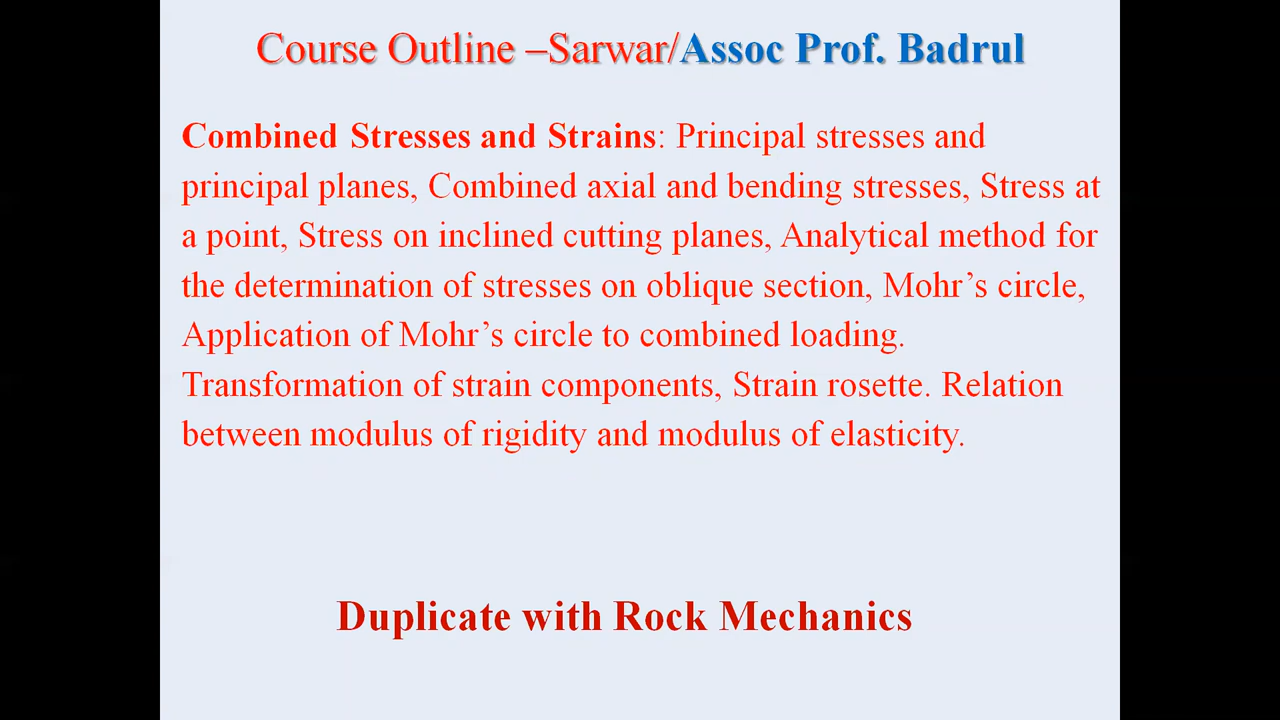 Course Outline –Sarwar/Assoc Prof. Badrul
Combined Stresses and Strains: Principal stresses and
principal planes, Combined axial and bending stresses, Stress at
a point, Stress on inclined cutting planes, Analytical method for
the determination of stresses on oblique section, Mohr’s circle,
Application of Mohr’s circle to combined loading.
Transformation of strain components, Strain rosette. Relation
between modulus of rigidity and modulus of elasticity.
Duplicate with Rock Mechanics